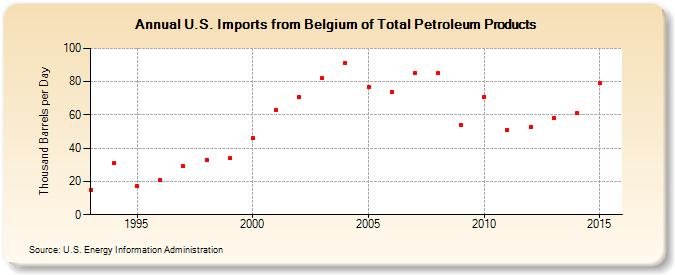 Annual U.S. Imports from Belgium of Total Petroleum Products
Thousand Barrels per Day
100
80
60
40
20
0
1995 2000 2005 2010 2015
Source: U.S. Energy Information Administration